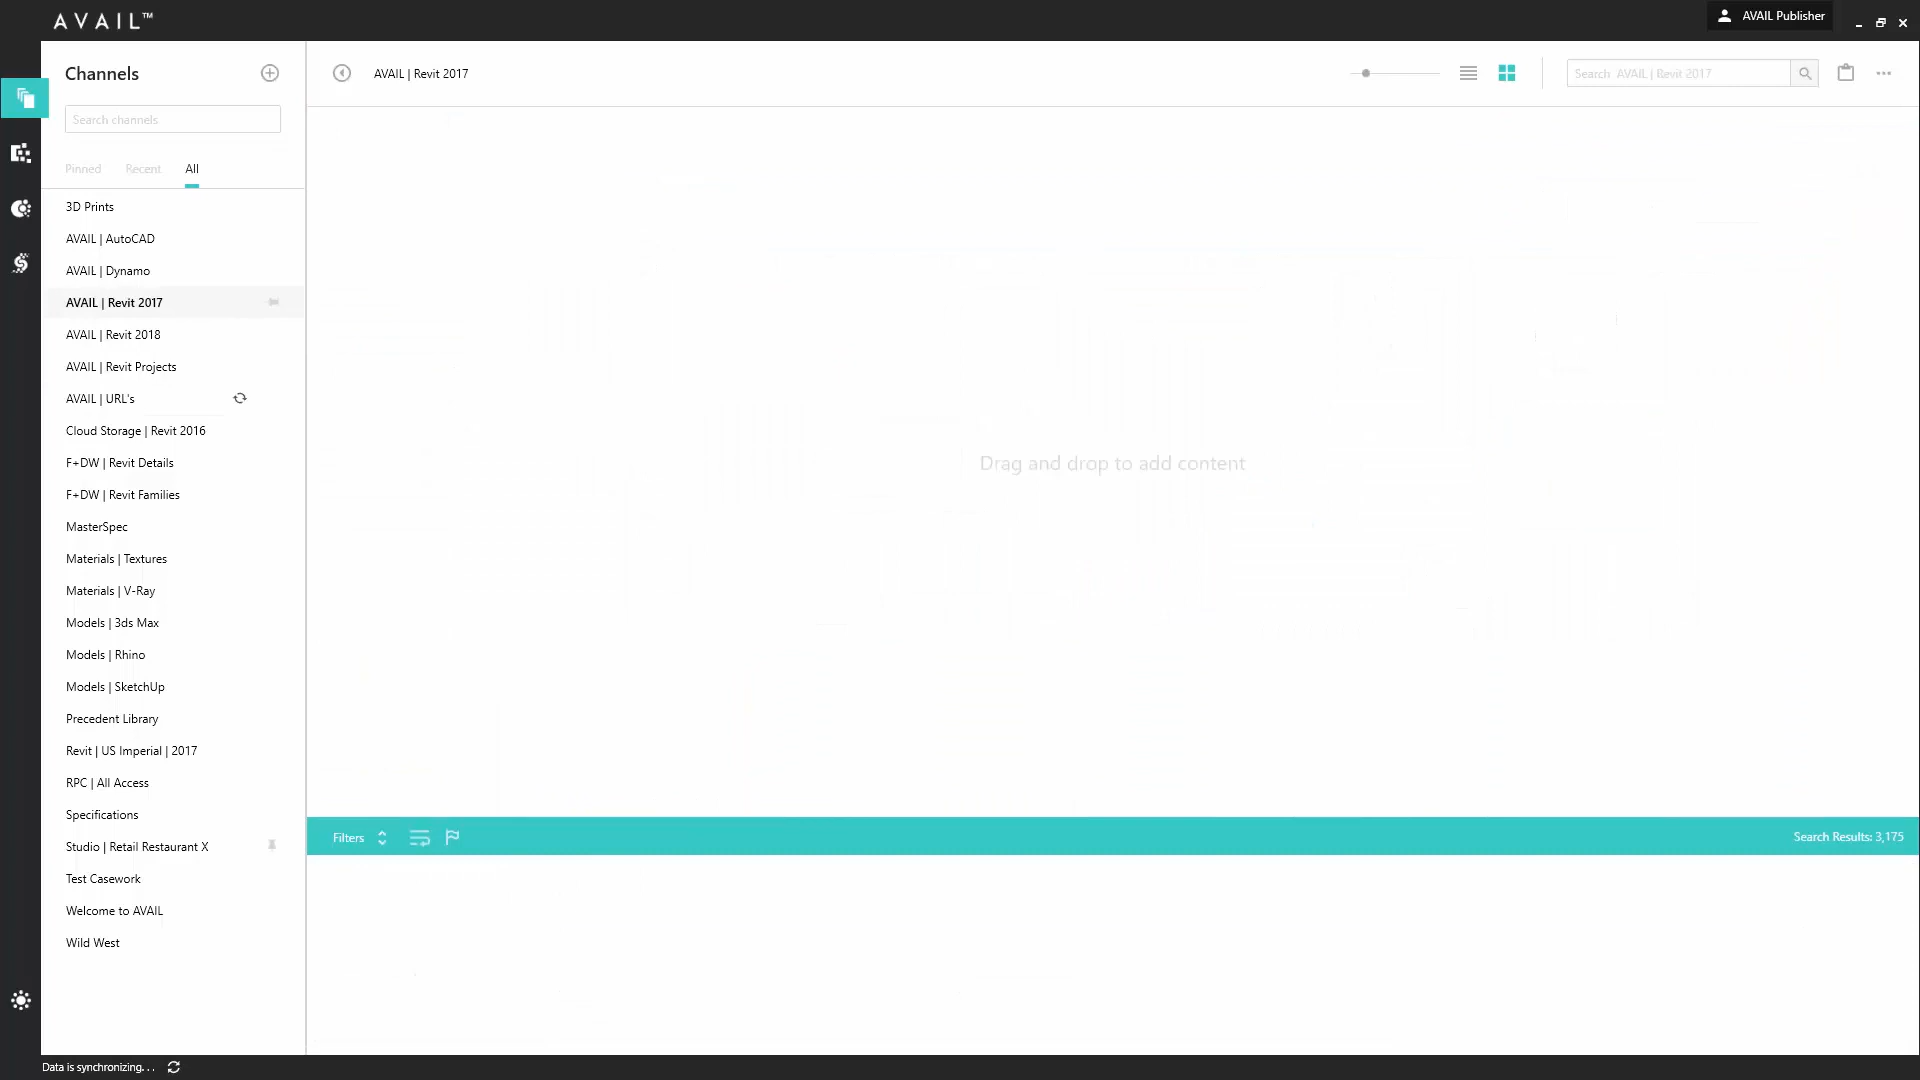 AVAIL™
AVAIL Publisher
Channels
AVAIL | Revit 2017
Search AVAIL | Revit 2017
Search channels
Pinned Recent All
3D Prints
AVAIL | AutoCAD
AVAIL | Dynamo
AVAIL | Revit 2017
AVAIL | Revit 2018
AVAIL | Revit Projects
AVAIL | URL's
Cloud Storage | Revit 2016
F+DW | Revit Details
F+DW | Revit Families
MasterSpec
Materials | Textures
Materials | V-Ray
Models | 3ds Max
Models | Rhino
Models | SketchUp
Precedent Library
Revit | US Imperial | 2017
RPC | All Access
Specifications
Studio | Retail Restaurant X
Test Casework
Welcome to AVAIL
Wild West
Drag and drop to add content
Filters
Search Results: 3,175
Data is synchronizing. . .